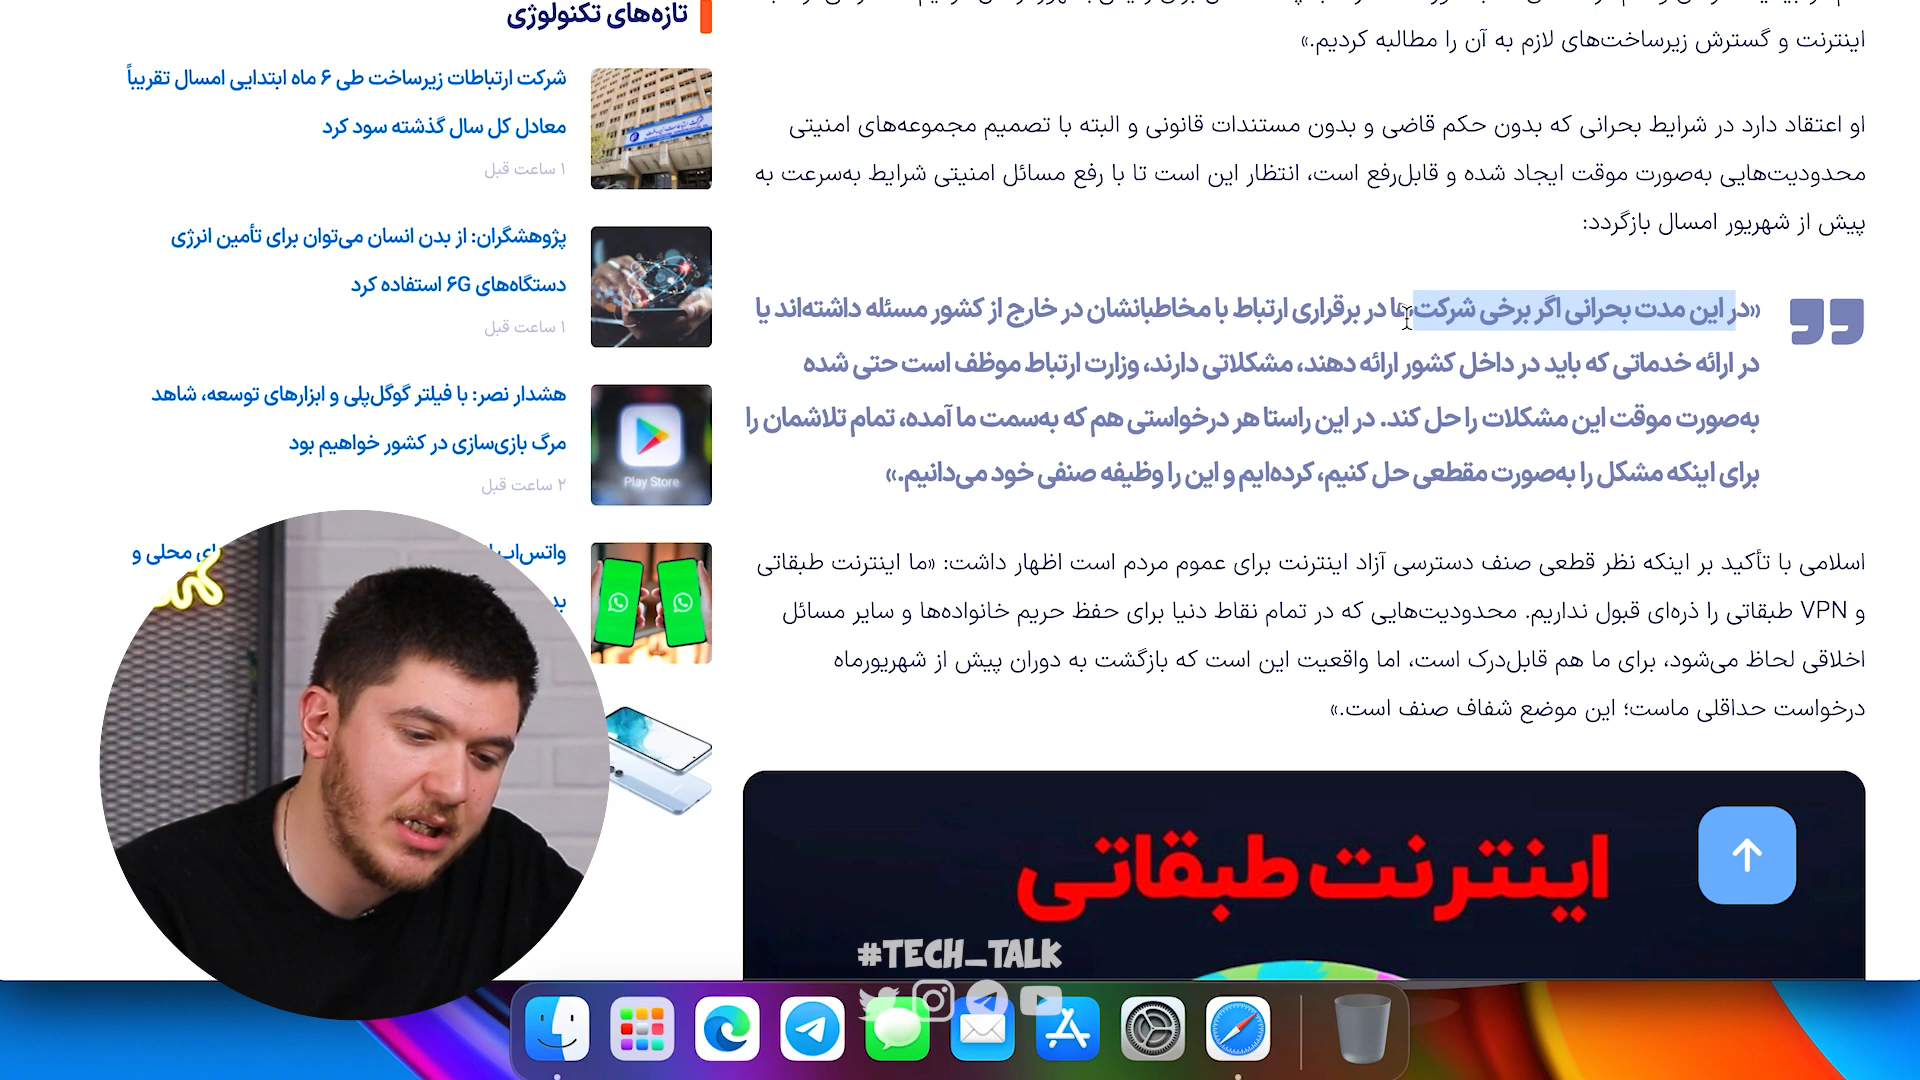 اینترنت و گسترش زیرساخت‌های لازم به آن را مطالبه کردیم.»
او اعتقاد دارد در شرایط بحرانی که بدون حکم قاضی و بدون مستندات قانونی و البته با تصمیم مجموعه‌های امنیتی
محدودیت‌هایی به‌صورت موقت ایجاد شده و قابل‌رفع است، انتظار این است تا با رفع مسائل امنیتی شرایط به‌سرعت به
پیش از شهریور امسال بازگردد:
«در این مدت بحرانی اگر برخی شرکت‌ها در برقراری ارتباط با مخاطبانشان در خارج از کشور مسئله داشته‌اند یا
در ارائه خدماتی که باید در داخل کشور ارائه دهند، مشکلاتی دارند، وزارت ارتباط موظف است حتی شده
به‌صورت موقت این مشکلات را حل کند. در این راستا هر درخواستی هم که به‌سمت ما آمده، تمام تلاشمان را
برای اینکه مشکل را به‌صورت مقطعی حل کنیم، کرده‌ایم و این را وظیفه صنفی خود می‌دانیم.»
اسلامی با تأکید بر اینکه نظر قطعی صنف دسترسی آزاد اینترنت برای عموم مردم است اظهار داشت: «ما اینترنت طبقاتی
و VPN طبقاتی را ذره‌ای قبول نداریم. محدودیت‌هایی که در تمام نقاط دنیا برای حفظ حریم خانواده‌ها و سایر مسائل
اخلاقی لحاظ می‌شود، برای ما هم قابل‌درک است، اما واقعیت این است که بازگشت به دوران پیش از شهریورماه
درخواست حداقلی ماست؛ این موضع شفاف صنف است.»
اینترنت طبقاتی
تازه‌های تکنولوژی
شرکت ارتباطات زیرساخت طی ۶ ماه ابتدایی امسال تقریباً
معادل کل سال گذشته سود کرد
۱ ساعت قبل
پژوهشگران: از بدن انسان می‌توان برای تأمین انرژی
دستگاه‌های ۶G استفاده کرد
۱ ساعت قبل
هشدار نصر: با فیلتر گوگل‌پلی و ابزارهای توسعه، شاهد
مرگ بازی‌سازی در کشور خواهیم بود
۲ ساعت قبل
Play Store
واتس‌اپ
محلی و
#TECH_TALK